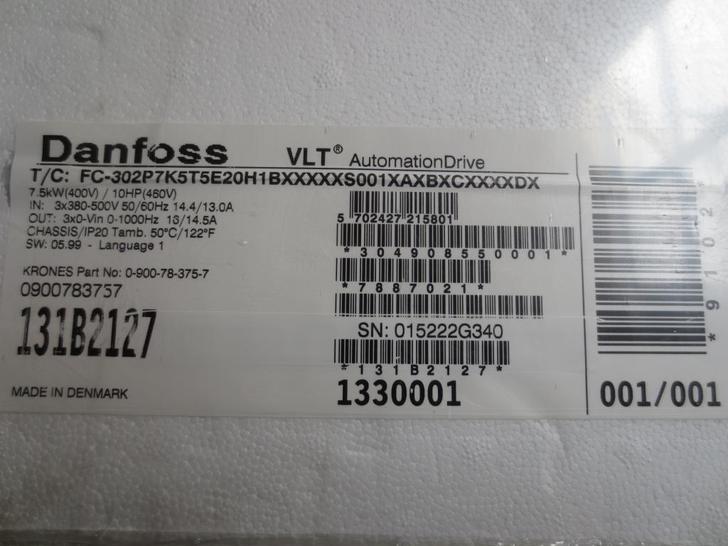 Danfoss VLT® AutomationDrive
T/C: FC-302P7K5T5E20H1BXXXXXS001XAXBXCXXXXDX
7.5kW(400V) / 10HP(460V)
IN: 3x380-500V 50/60Hz 14.4/13.0A
OUT: 3x0-Vin 0-1000Hz 16/14.5A
CHASSIS/IP20 Tamb. 50°C/122°F
SW: 05.99 - Language 1
KRONES Part No: 0-900-78-375-7
0900783757
131B2127
MADE IN DENMARK
5 702427 215801
*304908550001*
*7887021*
SN: 015222G340
*131B2127*
1330001
001/001